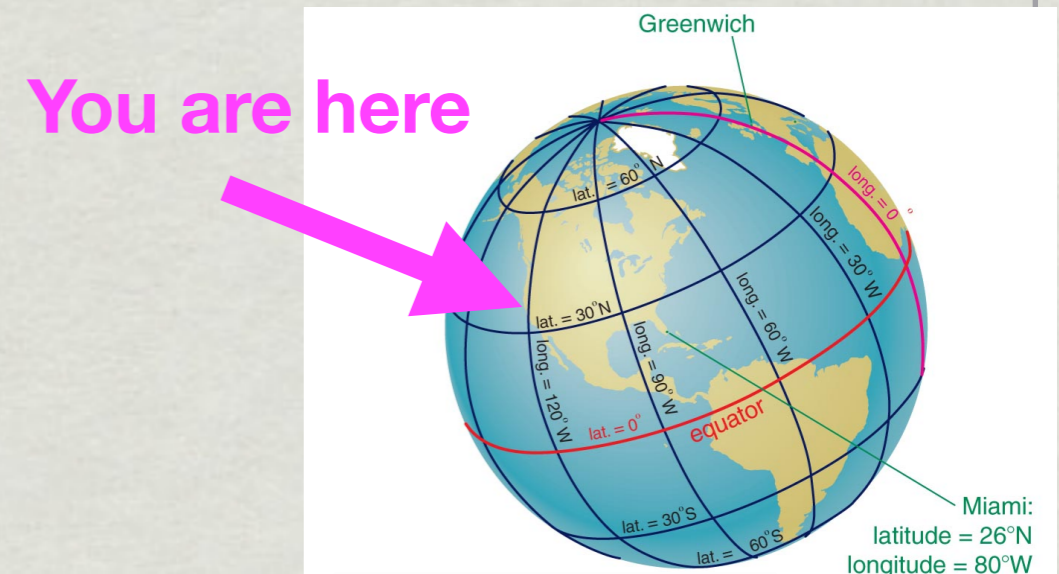 Greenwich
You are here
lat. = 60° N
long. = 0°
long. = 30° W
lat. = 30°N
long. = 60° W
long. = 120° W
long. = 90° W
lat. = 0°
equator
lat. = 30°S
lat. = 60°S
Miami:
latitude = 26°N
longitude = 80°W